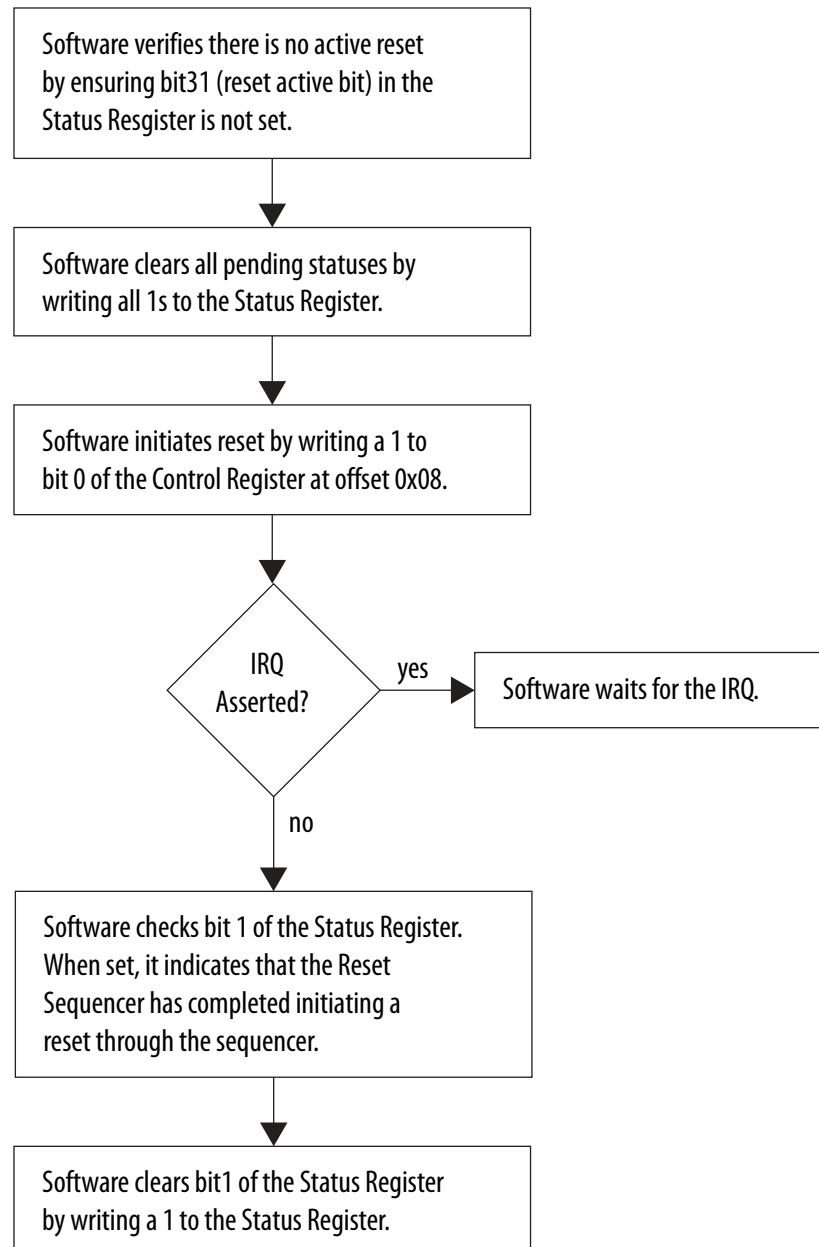 Software verifies there is no active reset
by ensuring bit31 (reset active bit) in the
Status Resgister is not set.
Software clears all pending statuses by
writing all 1s to the Status Register.
Software initiates reset by writing a 1 to
bit 0 of the Control Register at offset 0x08.
IRQ
Asserted?
yes
Software waits for the IRQ.
no
Software checks bit 1 of the Status Register.
When set, it indicates that the Reset
Sequencer has completed initiating a
reset through the sequencer.
Software clears bit1 of the Status Register
by writing a 1 to the Status Register.